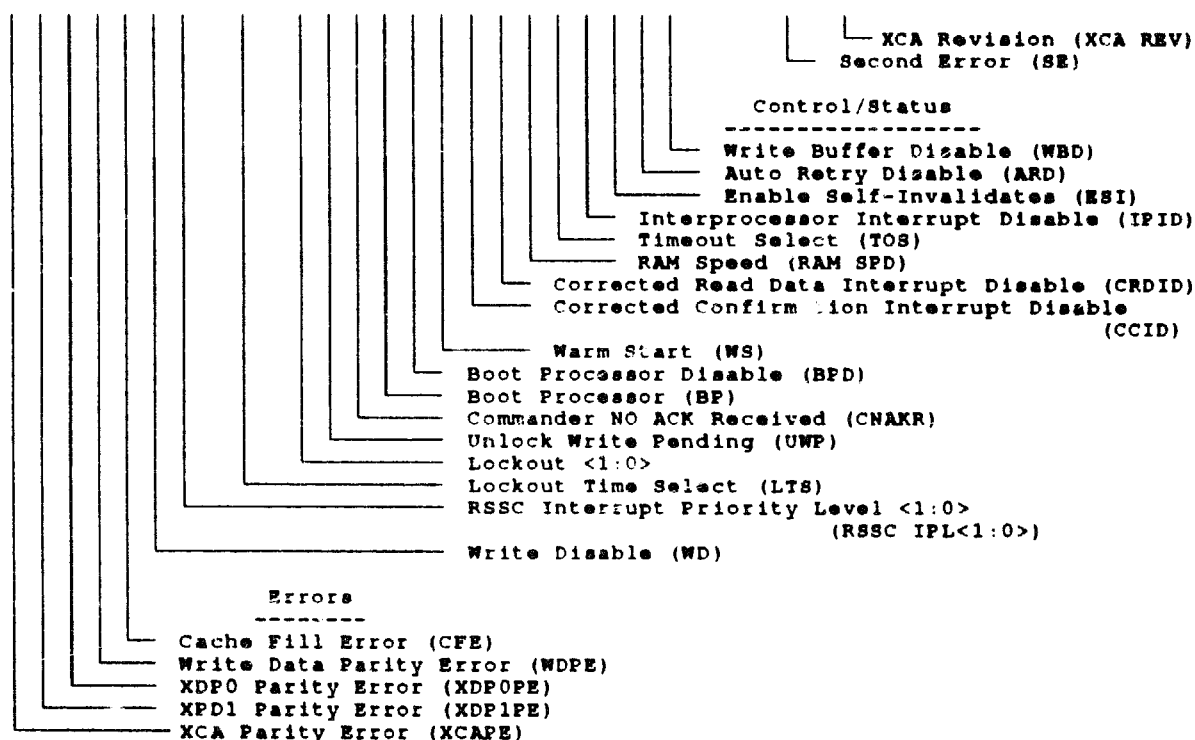 XCA Revision (XCA REV)
Second Error (SE)
Control/Status
Write Buffer Disable (WBD)
Auto Retry Disable (ARD)
Enable Self-Invalidates (ESI)
Interprocessor Interrupt Disable (IPID)
Timeout Select (TOS)
RAM Speed (RAM SPD)
Corrected Read Data Interrupt Disable (CRDID)
Corrected Interrupt Disable
(CCID)
Warm Start (WS)
Boot Processor Disable (BPD)
Boot Processor (BP)
Commander NO ACK Received (CNAKR)
Unlock Write Pending (UWP)
Lockout <1:0>
Lockout Time Select (LTS)
RSSC Interrupt Priority Level <1:0>
(RSSC IPL<1:0>)
Write Disable (WD)
Errors
Cache Fill Error (CFE)
Write Data Parity Error (WDPE)
XDP0 Parity Error (XDP0PE)
XPD1 Parity Error (XDP1PE)
XCA Parity Error (XCAPE)